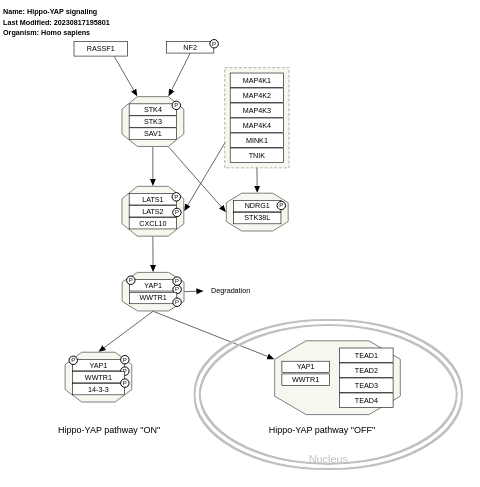 Name: Hippo-YAP signaling
Last Modified: 20230817195801
Organism: Homo sapiens
RASSF1
NF2
P
MAP4K1
MAP4K2
MAP4K3
MAP4K4
MINK1
TNIK
P
STK4
STK3
SAV1
P
LATS1
P
LATS2
CXCL10
P
NDRG1
STK38L
P
P
YAP1
P
WWTR1
P
Degradation
P
P
YAP1
P
WWTR1
P
14-3-3
YAP1
WWTR1
TEAD1
TEAD2
TEAD3
TEAD4
Hippo-YAP pathway "ON"
Hippo-YAP pathway "OFF"
Nucleus